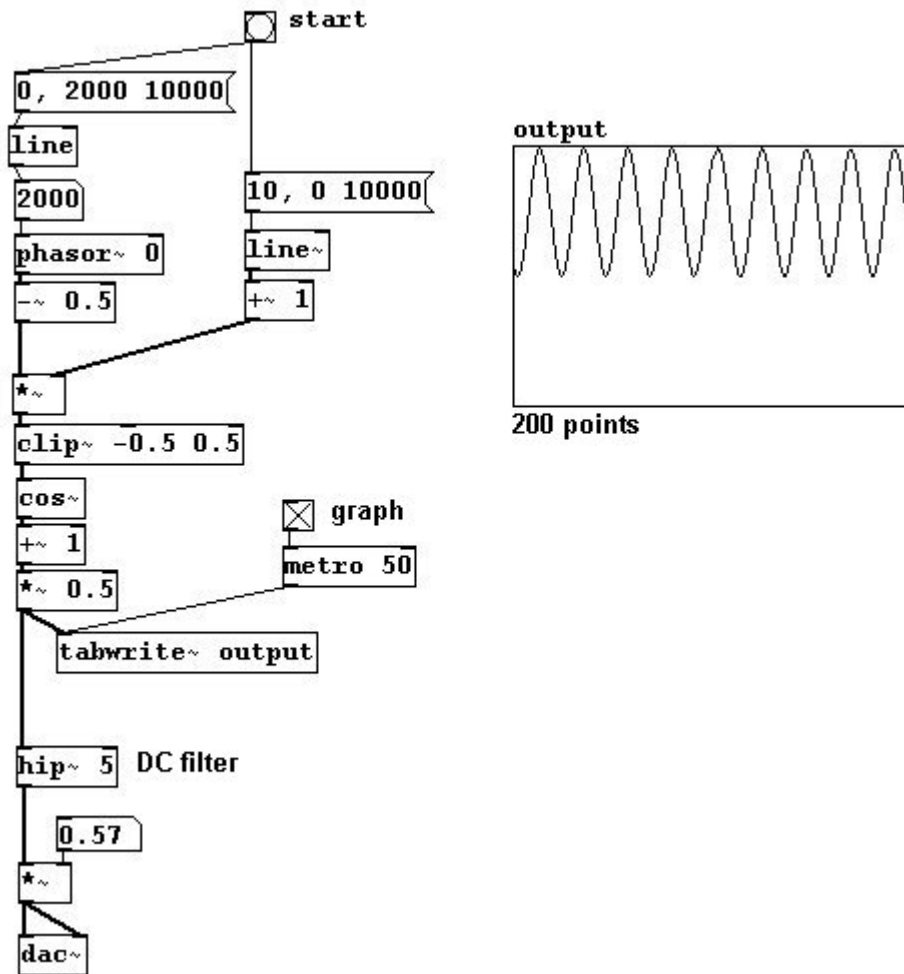 start
0, 2000 10000
line
output
2000
10, 0 10000
phasor~ 0
line~
-~ 0.5
+~ 1
*~
200 points
clip~ -0.5 0.5
cos~
graph
+~ 1
metro 50
*~ 0.5
tabwrite~ output
hip~ 5 DC filter
0.57
*~
dac~